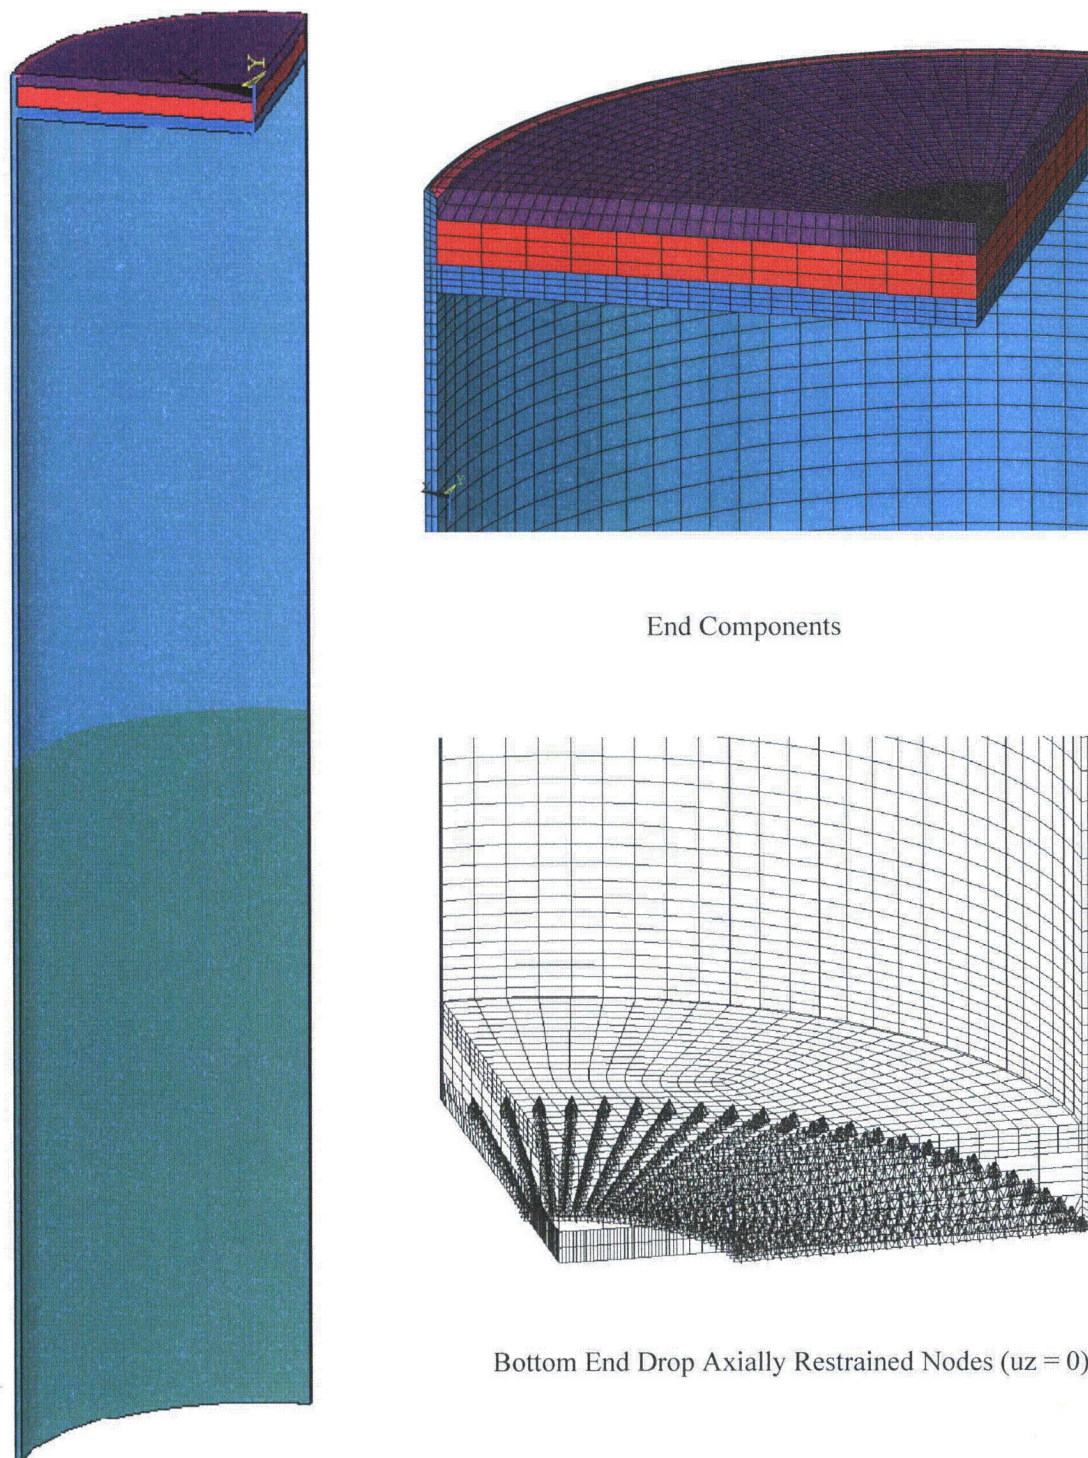 X
Y
End Components
Bottom End Drop Axially Restrained Nodes (uz = 0)